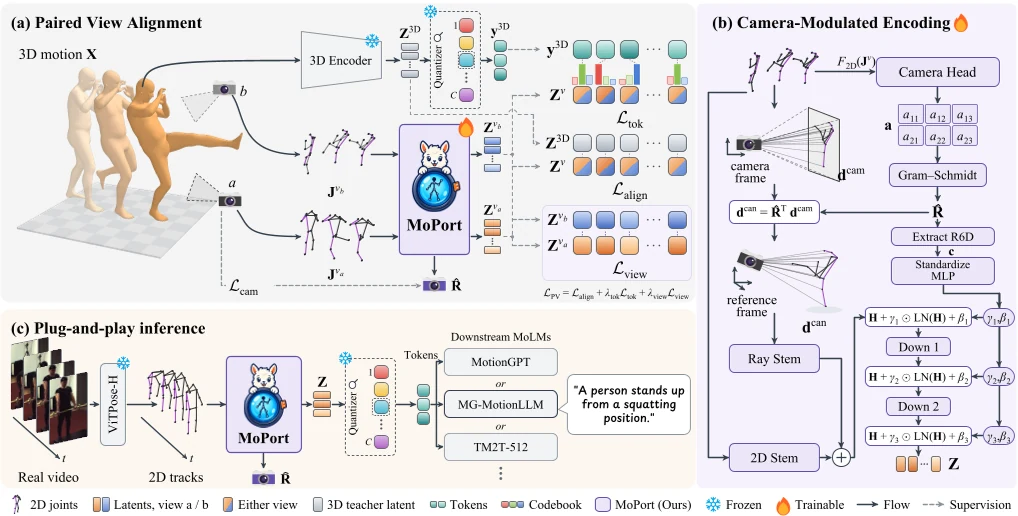 (a) Paired View Alignment
3D motion X
b
a
3D Encoder
Z^3D
Quantizer
1
C
y^3D
y^3D
Z^v
ℒ_tok
Z^3D
Z^v
ℒ_align
Z^{v_b}
Z^{v_a}
ℒ_view
ℒ_PV = ℒ_align + λ_tok ℒ_tok + λ_view ℒ_view
J^{v_b}
J^{v_a}
MoPort
Z^{v_b}
Z^{v_a}
ℒ_cam
R̂
(b) Camera-Modulated Encoding
F_2D(J^v)
Camera Head
a
a_11 a_12 a_13
a_21 a_22 a_23
Gram–Schmidt
R̂
camera
frame
d^cam
d^can = R̂^T d^cam
Extract R6D
c
Standardize
MLP
reference
frame
d^can
Ray Stem
2D Stem
+
H + γ_1 ⊙ LN(H) + β_1
γ_1,β_1
Down 1
H + γ_2 ⊙ LN(H) + β_2
γ_2,β_2
Down 2
H + γ_3 ⊙ LN(H) + β_3
γ_3,β_3
Z
(c) Plug-and-play inference
t
Real video
ViTPose-H
t
2D tracks
MoPort
R̂
Z
Quantizer
1
C
Tokens
Downstream MoLMs
MotionGPT
or
MG-MotionLLM
or
TM2T-512
"A person stands up
from a squatting
position."
2D joints
Latents, view a / b
Either view
3D teacher latent
Tokens
Codebook
MoPort (Ours)
Frozen
Trainable
Flow
Supervision